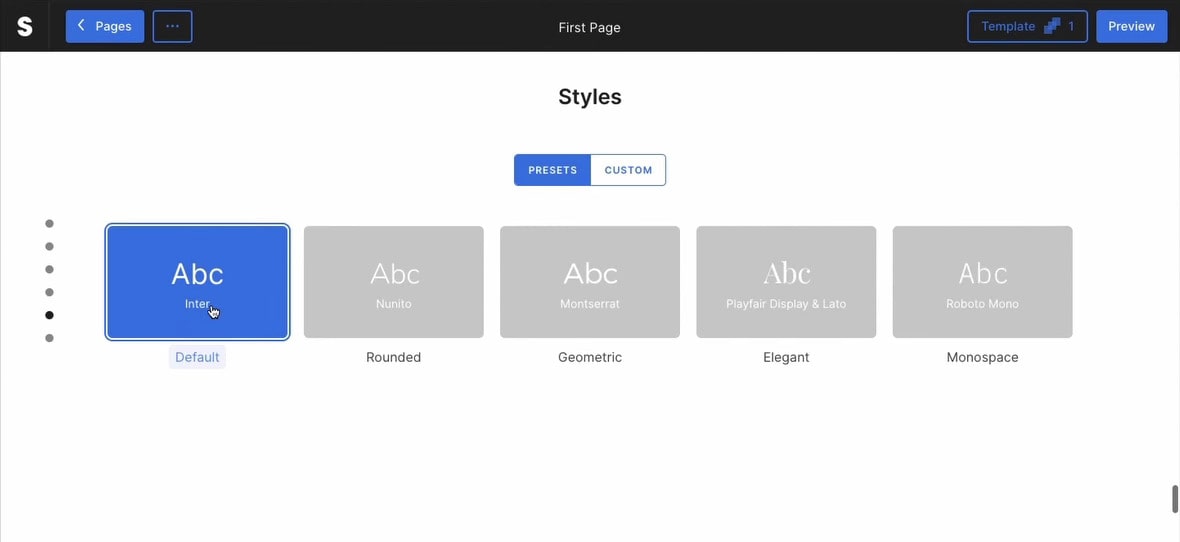 S
Pages
...
First Page
Template 1
Preview
Styles
PRESETS CUSTOM
Abc
Inter
Default
Abc
Nunito
Rounded
Abc
Montserrat
Geometric
Abc
Playfair Display & Lato
Elegant
Abc
Roboto Mono
Monospace